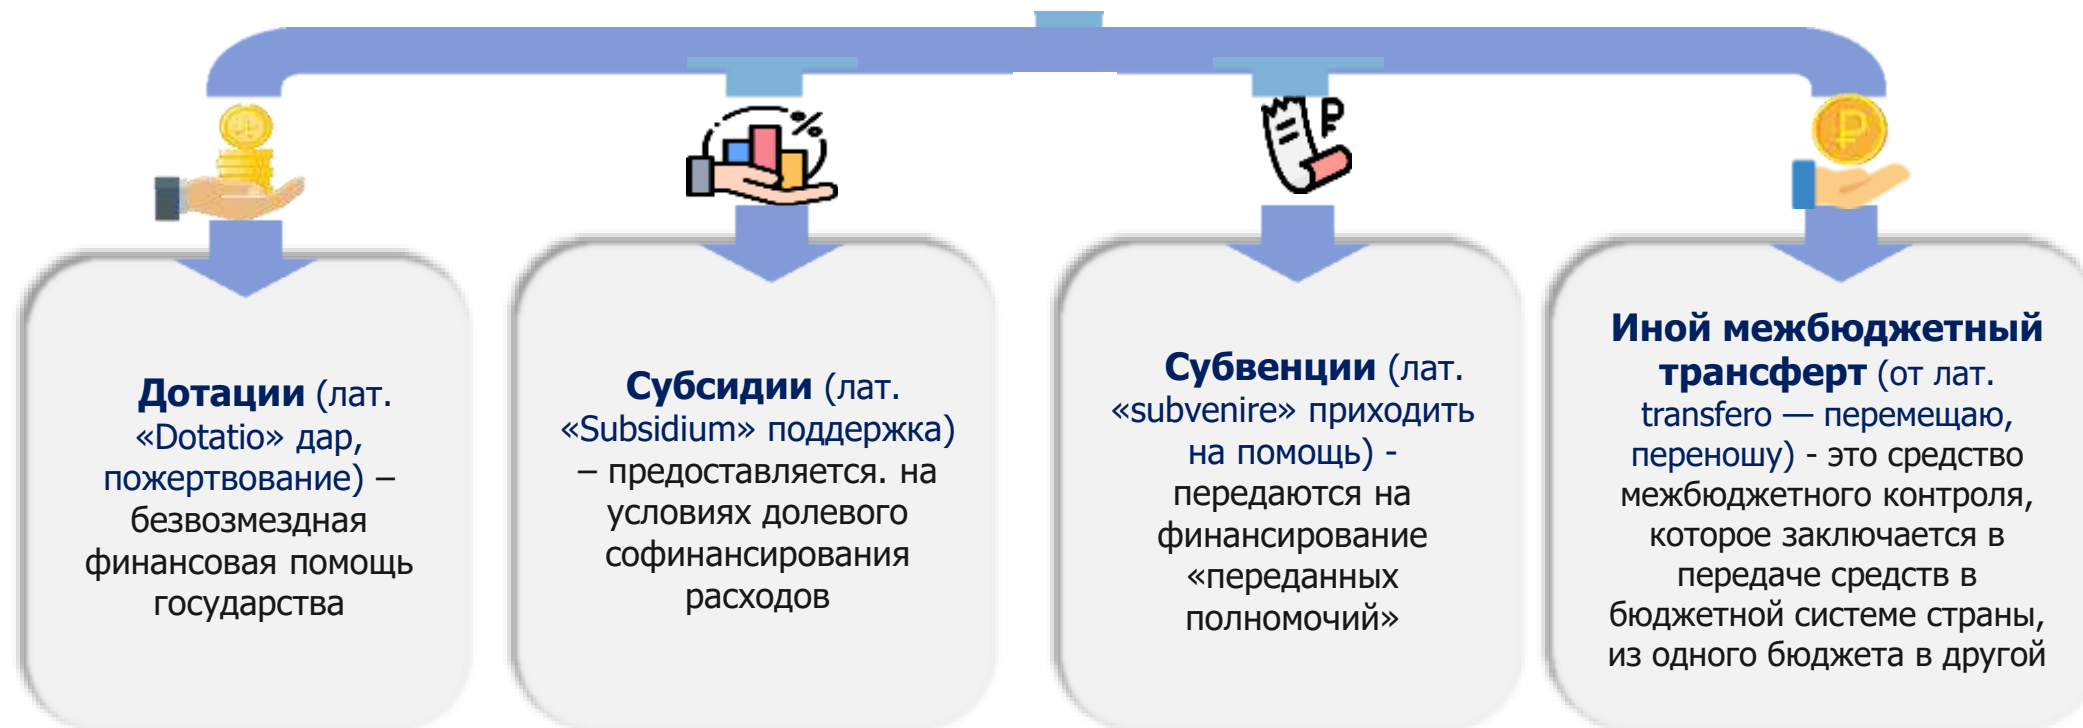 Дотации (лат.
«Dotatio» дар,
пожертвование) –
безвозмездная
финансовая помощь
государства
Субсидии (лат.
«Subsidium» поддержка)
– предоставляется. на
условиях долевого
софинансирования
расходов
Субвенции (лат.
«subvenire» приходить
на помощь) -
передаются на
финансирование
«переданных
полномочий»
Иной межбюджетный
трансферт (от лат.
transfero — перемещаю,
переношу) - это средство
межбюджетного контроля,
которое заключается в
передаче средств в
бюджетной системе страны,
из одного бюджета в другой